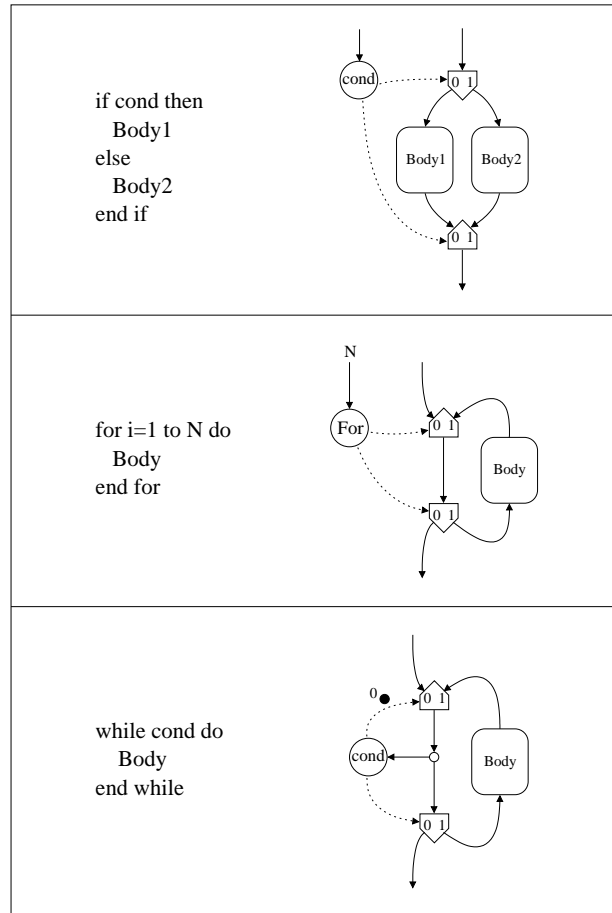 if cond then
Body1
else
Body2
end if
cond
0 1
Body1
Body2
0 1
for i=1 to N do
Body
end for
N
For
0 1
Body
0 1
while cond do
Body
end while
0
0 1
cond
Body
0 1